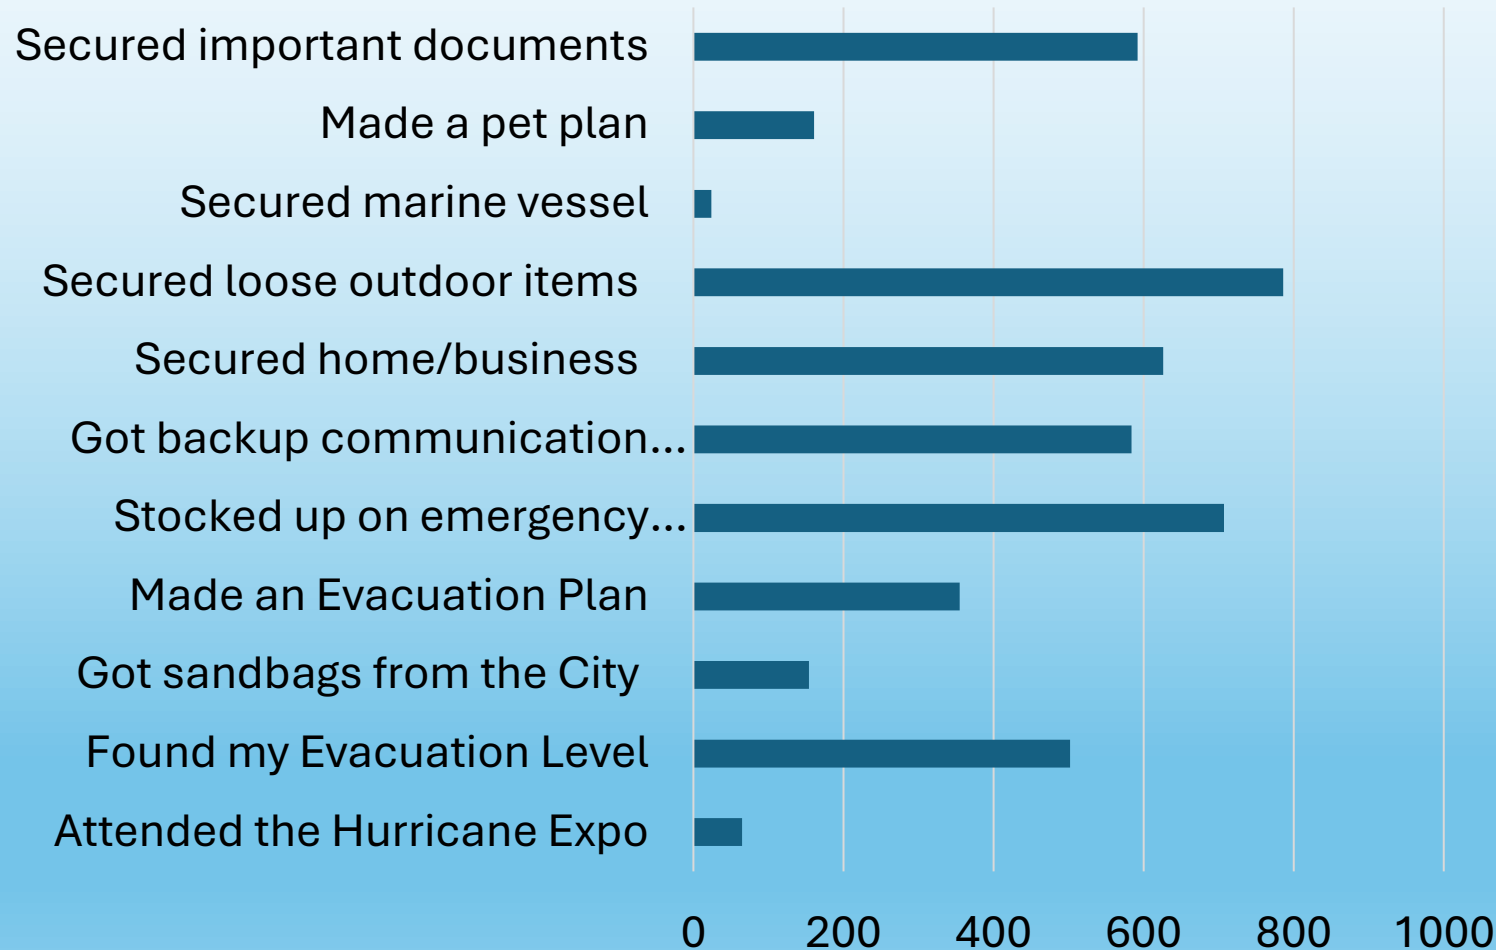 Secured important documents
Made a pet plan
Secured marine vessel
Secured loose outdoor items
Secured home/business
Got backup communication...
Stocked up on emergency...
Made an Evacuation Plan
Got sandbags from the City
Found my Evacuation Level
Attended the Hurricane Expo
0 200 400 600 800 1000